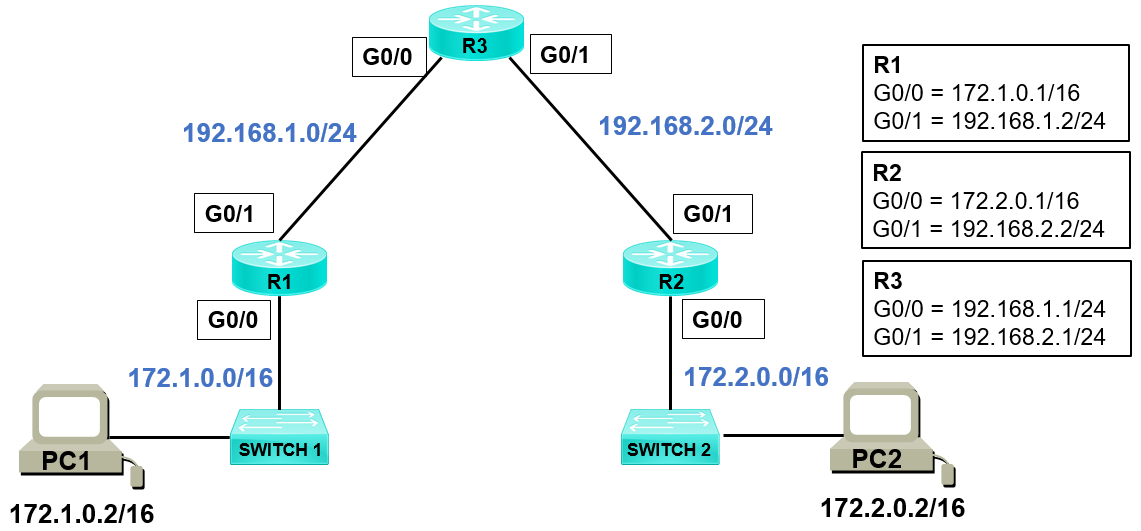 R3
G0/0
G0/1
192.168.1.0/24
192.168.2.0/24
G0/1
G0/1
R1
R2
G0/0
G0/0
172.1.0.0/16
172.2.0.0/16
SWITCH 1
SWITCH 2
PC1
PC2
172.1.0.2/16
172.2.0.2/16
R1
G0/0 = 172.1.0.1/16
G0/1 = 192.168.1.2/24
R2
G0/0 = 172.2.0.1/16
G0/1 = 192.168.2.2/24
R3
G0/0 = 192.168.1.1/24
G0/1 = 192.168.2.1/24